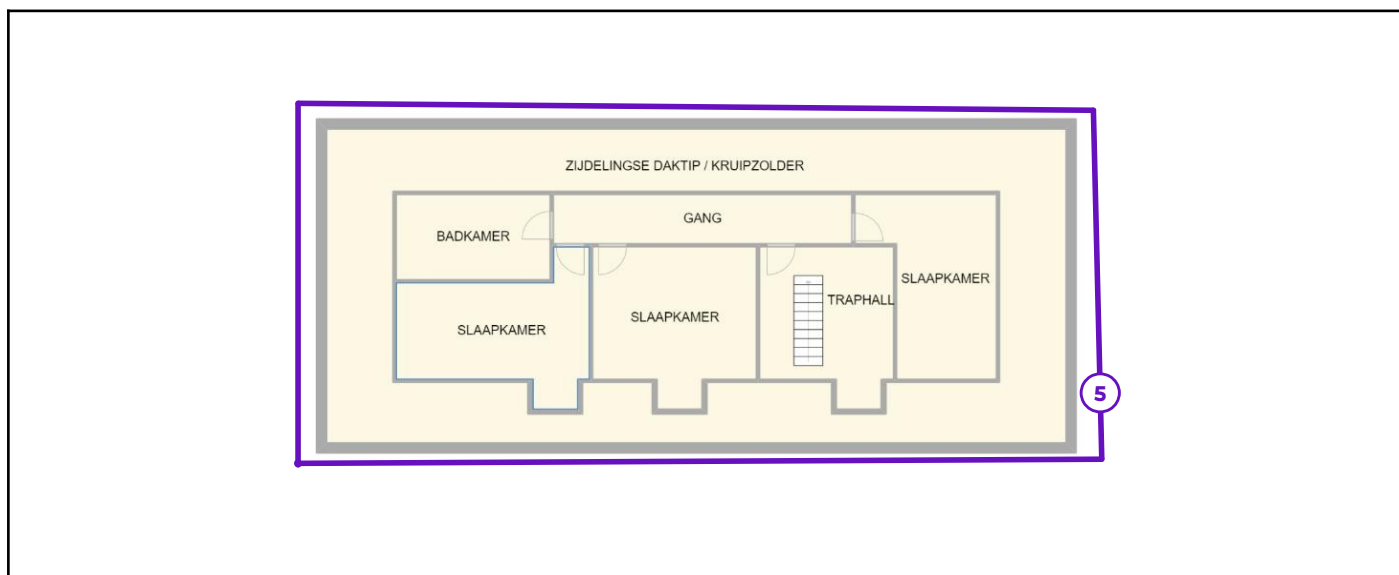 ZIJDELINGSE DAKTIP / KRUIPZOLDER
GANG
BADKAMER
SLAAPKAMER
TRAPHALL
SLAAPKAMER
SLAAPKAMER
5